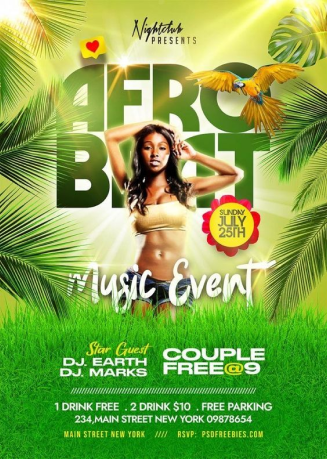 Nightclub
PRESENTS
AFRO
BEAT
SUNDAY
JULY
25TH
Music Event
Star Guest
DJ. EARTH
DJ. MARKS
COUPLE
FREE@9
1 DRINK FREE . 2 DRINK $10 . FREE PARKING
234,MAIN STREET NEW YORK 09878654
MAIN STREET NEW YORK //// RSVP: PSDFREEBIES.COM